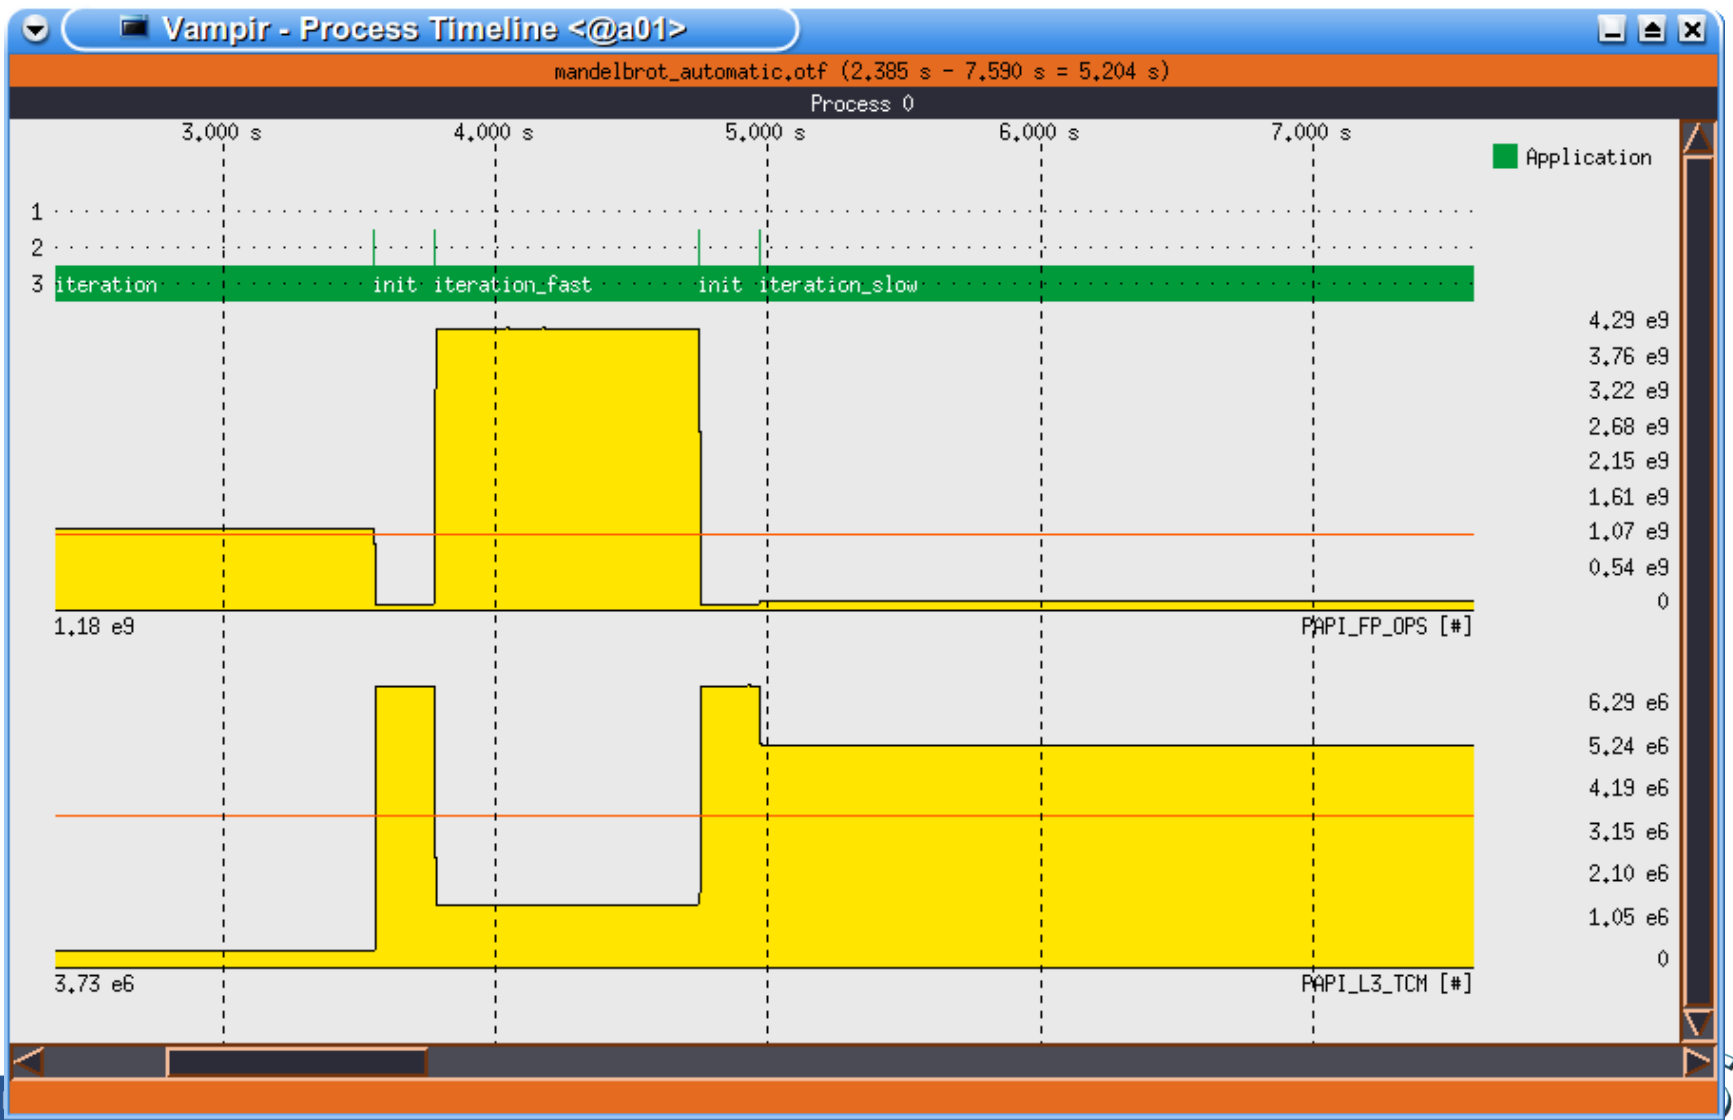 Vampir - Process Timeline <@a01>
mandelbrot_automatic.otf (2.385 s - 7.590 s = 5.204 s)
Process 0
3.000 s 4.000 s 5.000 s 6.000 s 7.000 s
Application
1
2
3 iteration init iteration_fast init iteration_slow
4.29 e9
3.76 e9
3.22 e9
2.68 e9
2.15 e9
1.61 e9
1.07 e9
0.54 e9
0
1.18 e9 PAPI_FP_OPS [#]
6.29 e6
5.24 e6
4.19 e6
3.15 e6
2.10 e6
1.05 e6
0
3.73 e6 PAPI_L3_TCM [#]